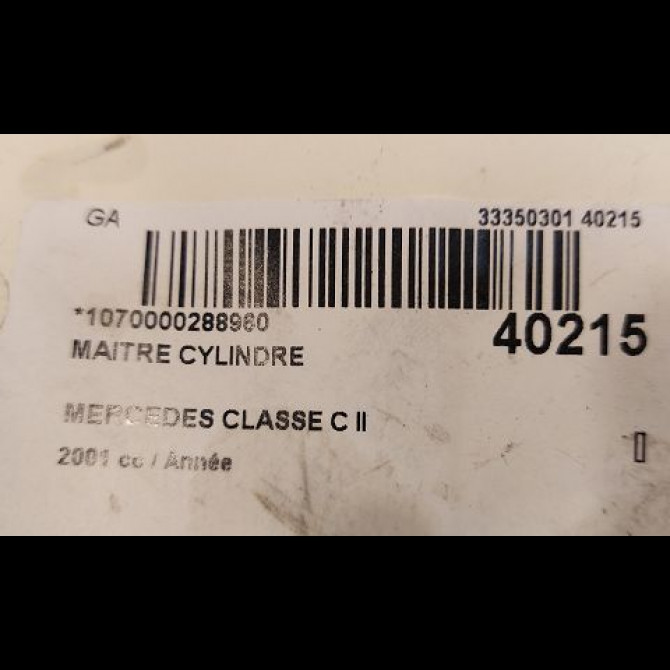 GA 33350301 40215
*1070000288960 40215
MAITRE CYLINDRE
MERCEDES CLASSE C II
2001 cc / Année